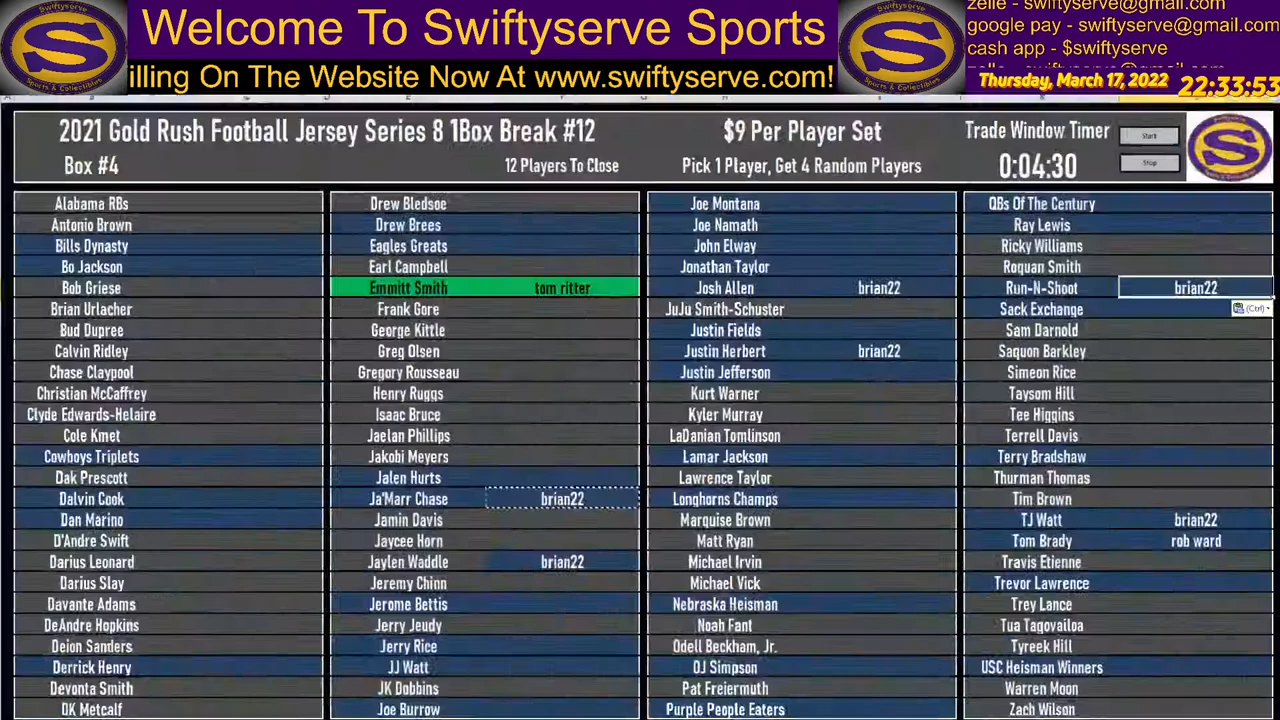 Welcome To Swiftyserve Sports
illing On The Website Now At www.swiftyserve.com!
zelle - swiftyserve@gmail.com
google pay - swiftyserve@gmail.com
cash app - $swiftyserve
Thursday, March 17, 2022 22:33:53
2021 Gold Rush Football Jersey Series 8 1Box Break #12
$9 Per Player Set
Trade Window Timer
Start
Box #4
12 Players To Close
Pick 1 Player, Get 4 Random Players
0:04:30
Stop
Alabama RBs
Antonio Brown
Bills Dynasty
Bo Jackson
Bob Griese
Brian Urlacher
Bud Dupree
Calvin Ridley
Chase Claypool
Christian McCaffrey
Clyde Edwards-Helaire
Cole Kmet
Cowboys Triplets
Dak Prescott
Dalvin Cook
Dan Marino
D'Andre Swift
Darius Leonard
Darius Slay
Davante Adams
DeAndre Hopkins
Deion Sanders
Derrick Henry
Devonta Smith
DK Metcalf
Drew Bledsoe
Drew Brees
Eagles Greats
Earl Campbell
Emmitt Smith tom ritter
Frank Gore
George Kittle
Greg Olsen
Gregory Rousseau
Henry Ruggs
Isaac Bruce
Jaelan Phillips
Jakobi Meyers
Jalen Hurts
Ja'Marr Chase brian22
Jamin Davis
Jaycee Horn
Jaylen Waddle brian22
Jeremy Chinn
Jerome Bettis
Jerry Jeudy
Jerry Rice
JJ Watt
JK Dobbins
Joe Burrow
Joe Montana
Joe Namath
John Elway
Jonathan Taylor
Josh Allen brian22
JuJu Smith-Schuster
Justin Fields
Justin Herbert brian22
Justin Jefferson
Kurt Warner
Kyler Murray
LaDanian Tomlinson
Lamar Jackson
Lawrence Taylor
Longhorns Champs
Marquise Brown
Matt Ryan
Michael Irvin
Michael Vick
Nebraska Heisman
Noah Fant
Odell Beckham, Jr.
OJ Simpson
Pat Freiermuth
Purple People Eaters
QBs Of The Century
Ray Lewis
Ricky Williams
Roquan Smith
Run-N-Shoot brian22
Sack Exchange (Ctrl)
Sam Darnold
Saquon Barkley
Simeon Rice
Taysom Hill
Tee Higgins
Terrell Davis
Terry Bradshaw
Thurman Thomas
Tim Brown
TJ Watt brian22
Tom Brady rob ward
Travis Etienne
Trevor Lawrence
Trey Lance
Tua Tagovailoa
Tyreek Hill
USC Heisman Winners
Warren Moon
Zach Wilson